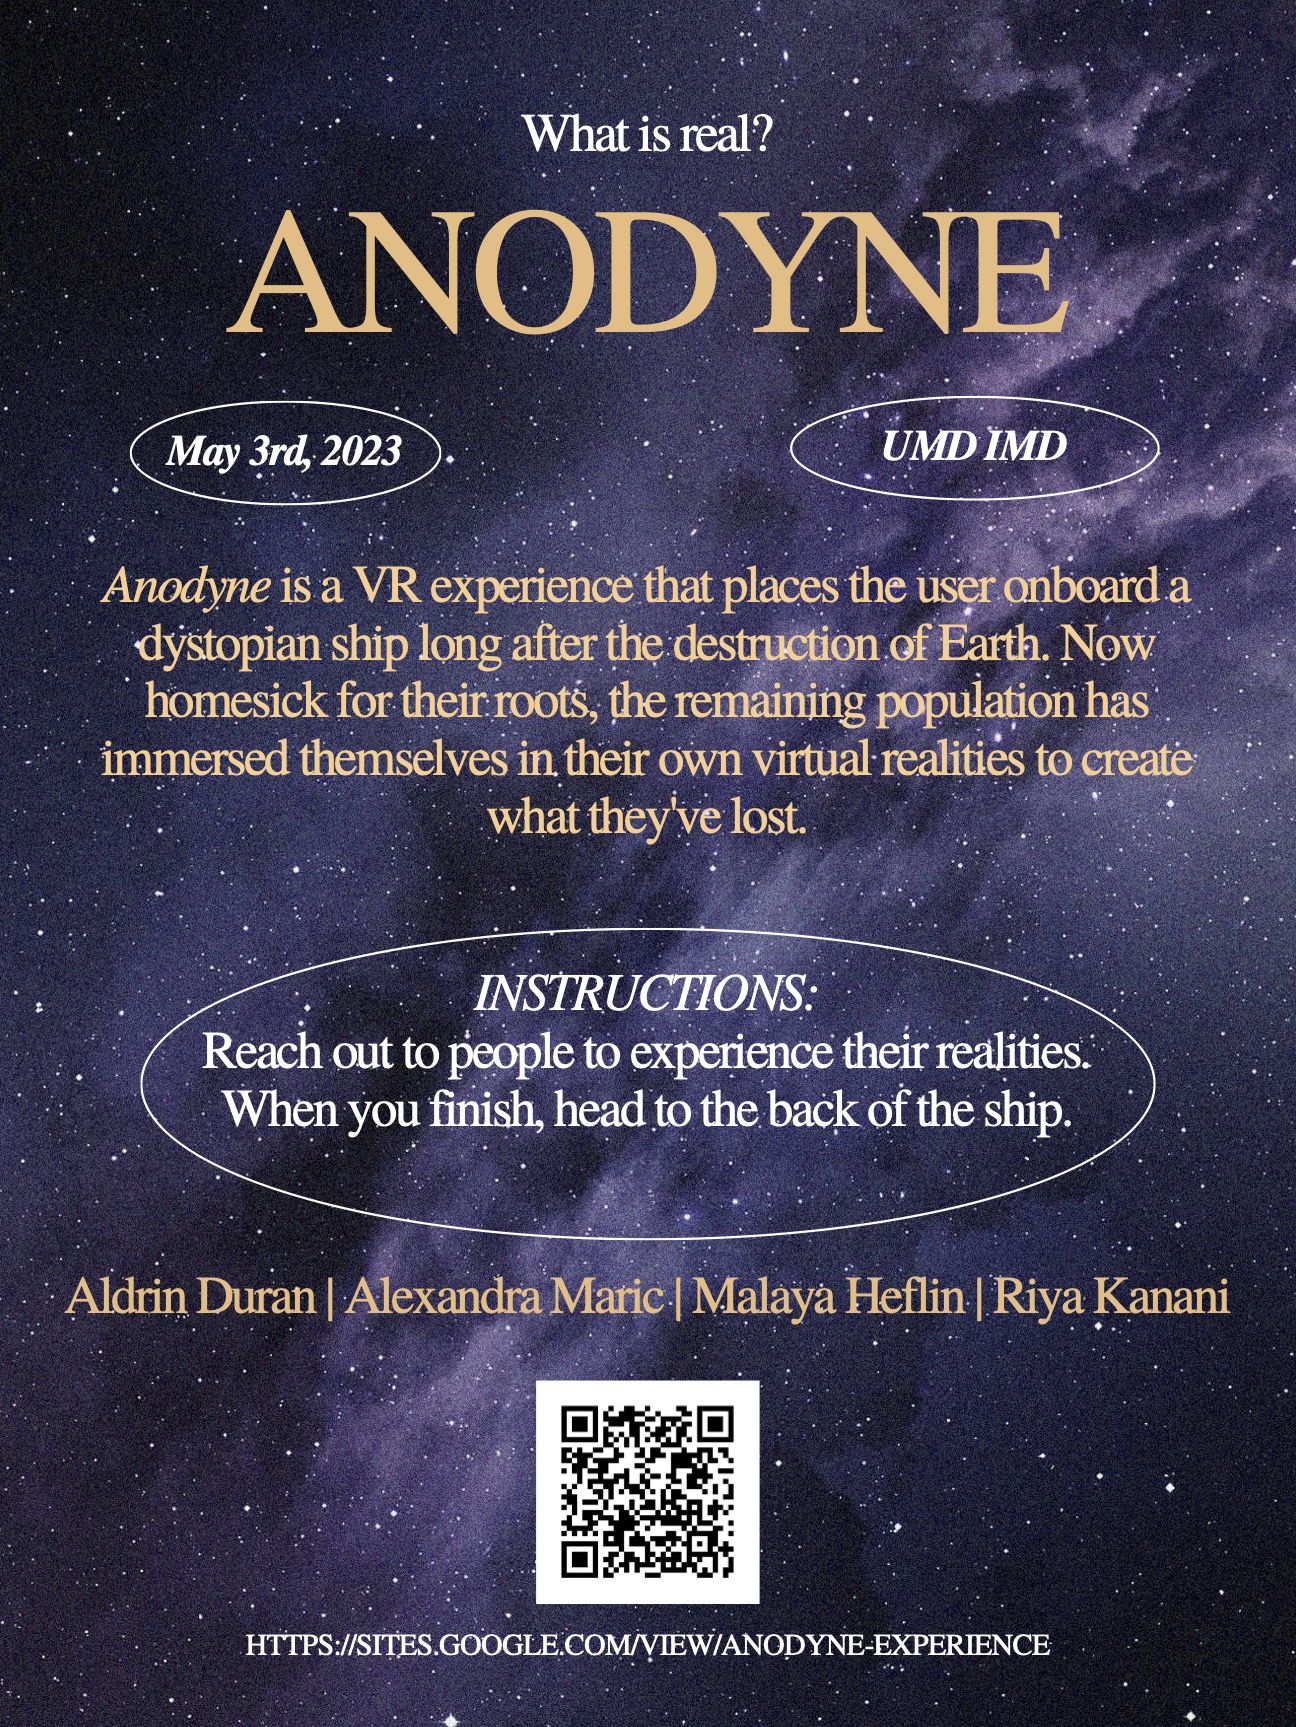 What is real?
ANODYNE
May 3rd, 2023
UMD IMD
Anodyne is a VR experience that places the user onboard a
dystopian ship long after the destruction of Earth. Now
homesick for their roots, the remaining population has
immersed themselves in their own virtual realities to create
what they've lost.
INSTRUCTIONS:
Reach out to people to experience their realities.
When you finish, head to the back of the ship.
Aldrin Duran | Alexandra Maric | Malaya Heflin | Riya Kanani
HTTPS://SITES.GOOGLE.COM/VIEW/ANODYNE-EXPERIENCE